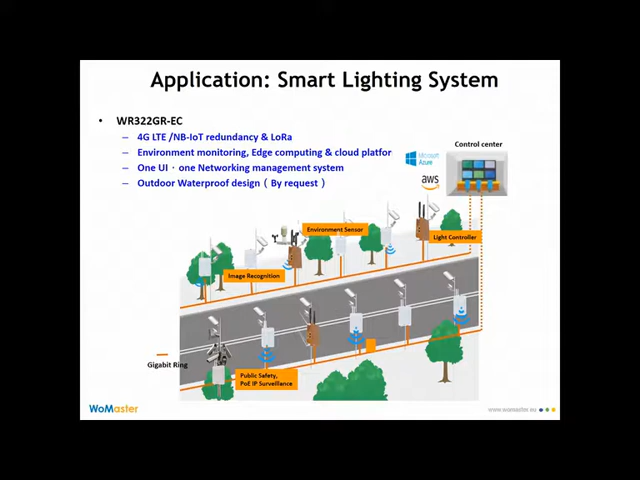 Application: Smart Lighting System
• WR322GR-EC
– 4G LTE /NB-IoT redundancy & LoRa
– Environment monitoring, Edge computing & cloud platfor
– One UI · one Networking management system
– Outdoor Waterproof design ( By request )
Control center
Microsoft
Azure
aws
Environment Sensor
Light Controller
Image Recognition
Gigabit Ring
Public Safety,
PoE IP Surveillance
WoMaster
www.womaster.eu